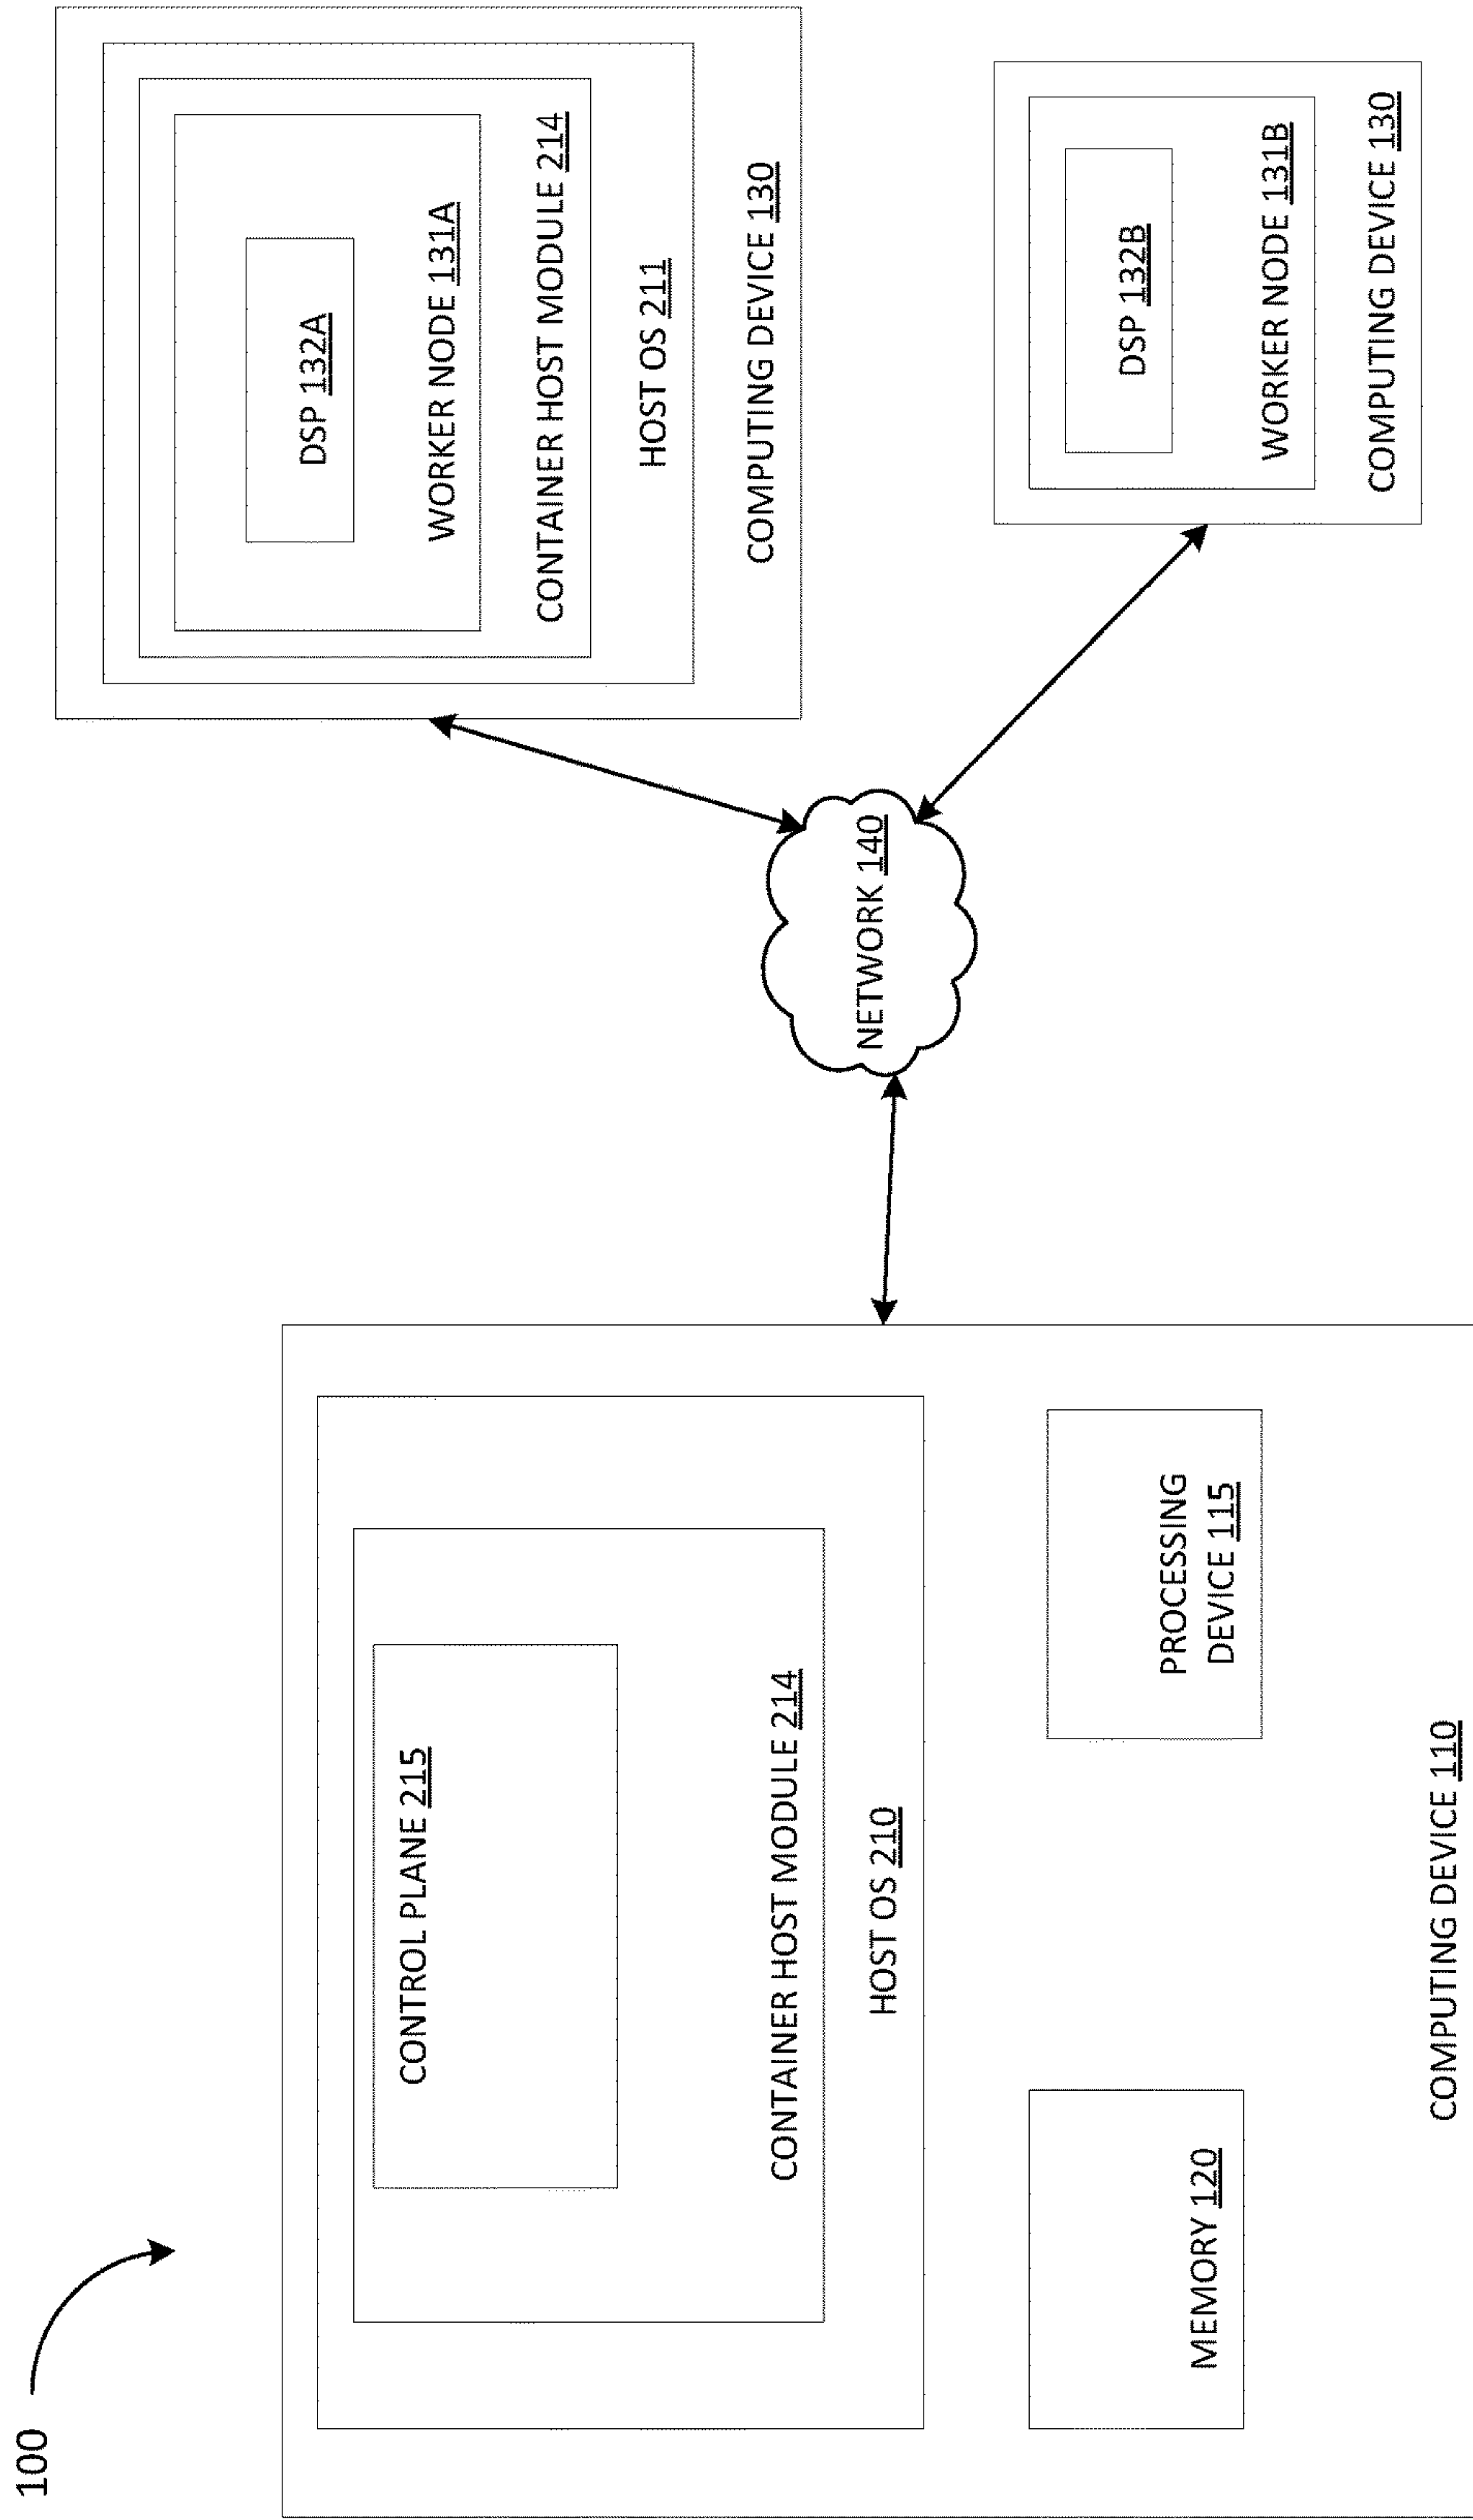 100
CONTROL PLANE 215
CONTAINER HOST MODULE 214
HOST OS 210
MEMORY 120
PROCESSING
DEVICE 115
COMPUTING DEVICE 110
NETWORK 140
DSP 132A
WORKER NODE 131A
CONTAINER HOST MODULE 214
HOST OS 211
COMPUTING DEVICE 130
DSP 132B
WORKER NODE 131B
COMPUTING DEVICE 130